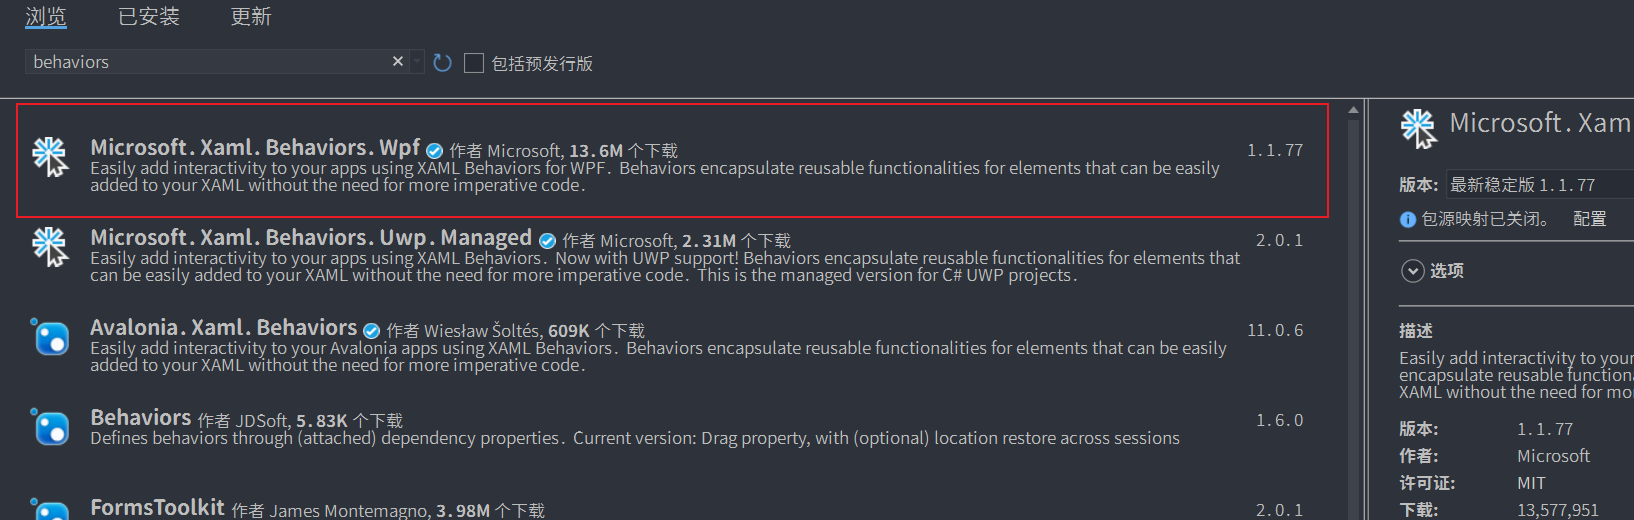 浏览 已安装 更新
behaviors 包括预发行版
Microsoft.Xaml.Behaviors.Wpf 作者 Microsoft, 13.6M 个下载 1.1.77
Easily add interactivity to your apps using XAML Behaviors for WPF. Behaviors encapsulate reusable functionalities for elements that can be easily
added to your XAML without the need for more imperative code.
Microsoft.Xaml.Behaviors.Uwp.Managed 作者 Microsoft, 2.31M 个下载 2.0.1
Easily add interactivity to your apps using XAML Behaviors. Now with UWP support! Behaviors encapsulate reusable functionalities for elements that
can be easily added to your XAML without the need for more imperative code. This is the managed version for C# UWP projects.
Avalonia.Xaml.Behaviors 作者 Wiesław Šoltés, 609K 个下载 11.0.6
Easily add interactivity to your Avalonia apps using XAML Behaviors. Behaviors encapsulate reusable functionalities for elements that can be easily
added to your XAML without the need for more imperative code.
Behaviors 作者 JDSoft, 5.83K 个下载 1.6.0
Defines behaviors through (attached) dependency properties. Current version: Drag property, with (optional) location restore across sessions
FormsToolkit 作者 James Montemagno, 3.98M 个下载 2.0.1
Microsoft.Xam
版本: 最新稳定版 1.1.77
包源映射已关闭。 配置
选项
描述
Easily add interactivity to your
encapsulate reusable functiona
XAML without the need for mo
版本: 1.1.77
作者: Microsoft
许可证: MIT
下载: 13,577,951